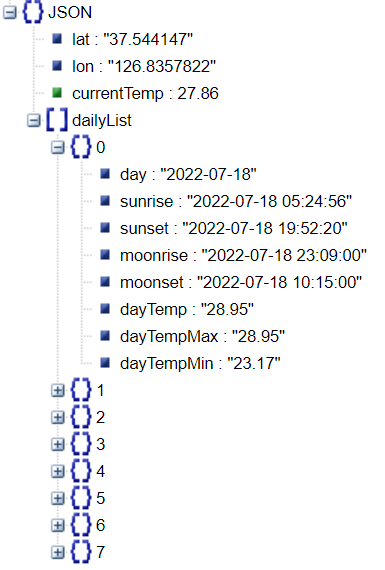 JSON
lat : "37.544147"
lon : "126.8357822"
currentTemp : 27.86
dailyList
0
day : "2022-07-18"
sunrise : "2022-07-18 05:24:56"
sunset : "2022-07-18 19:52:20"
moonrise : "2022-07-18 23:09:00"
moonset : "2022-07-18 10:15:00"
dayTemp : "28.95"
dayTempMax : "28.95"
dayTempMin : "23.17"
1
2
3
4
5
6
7